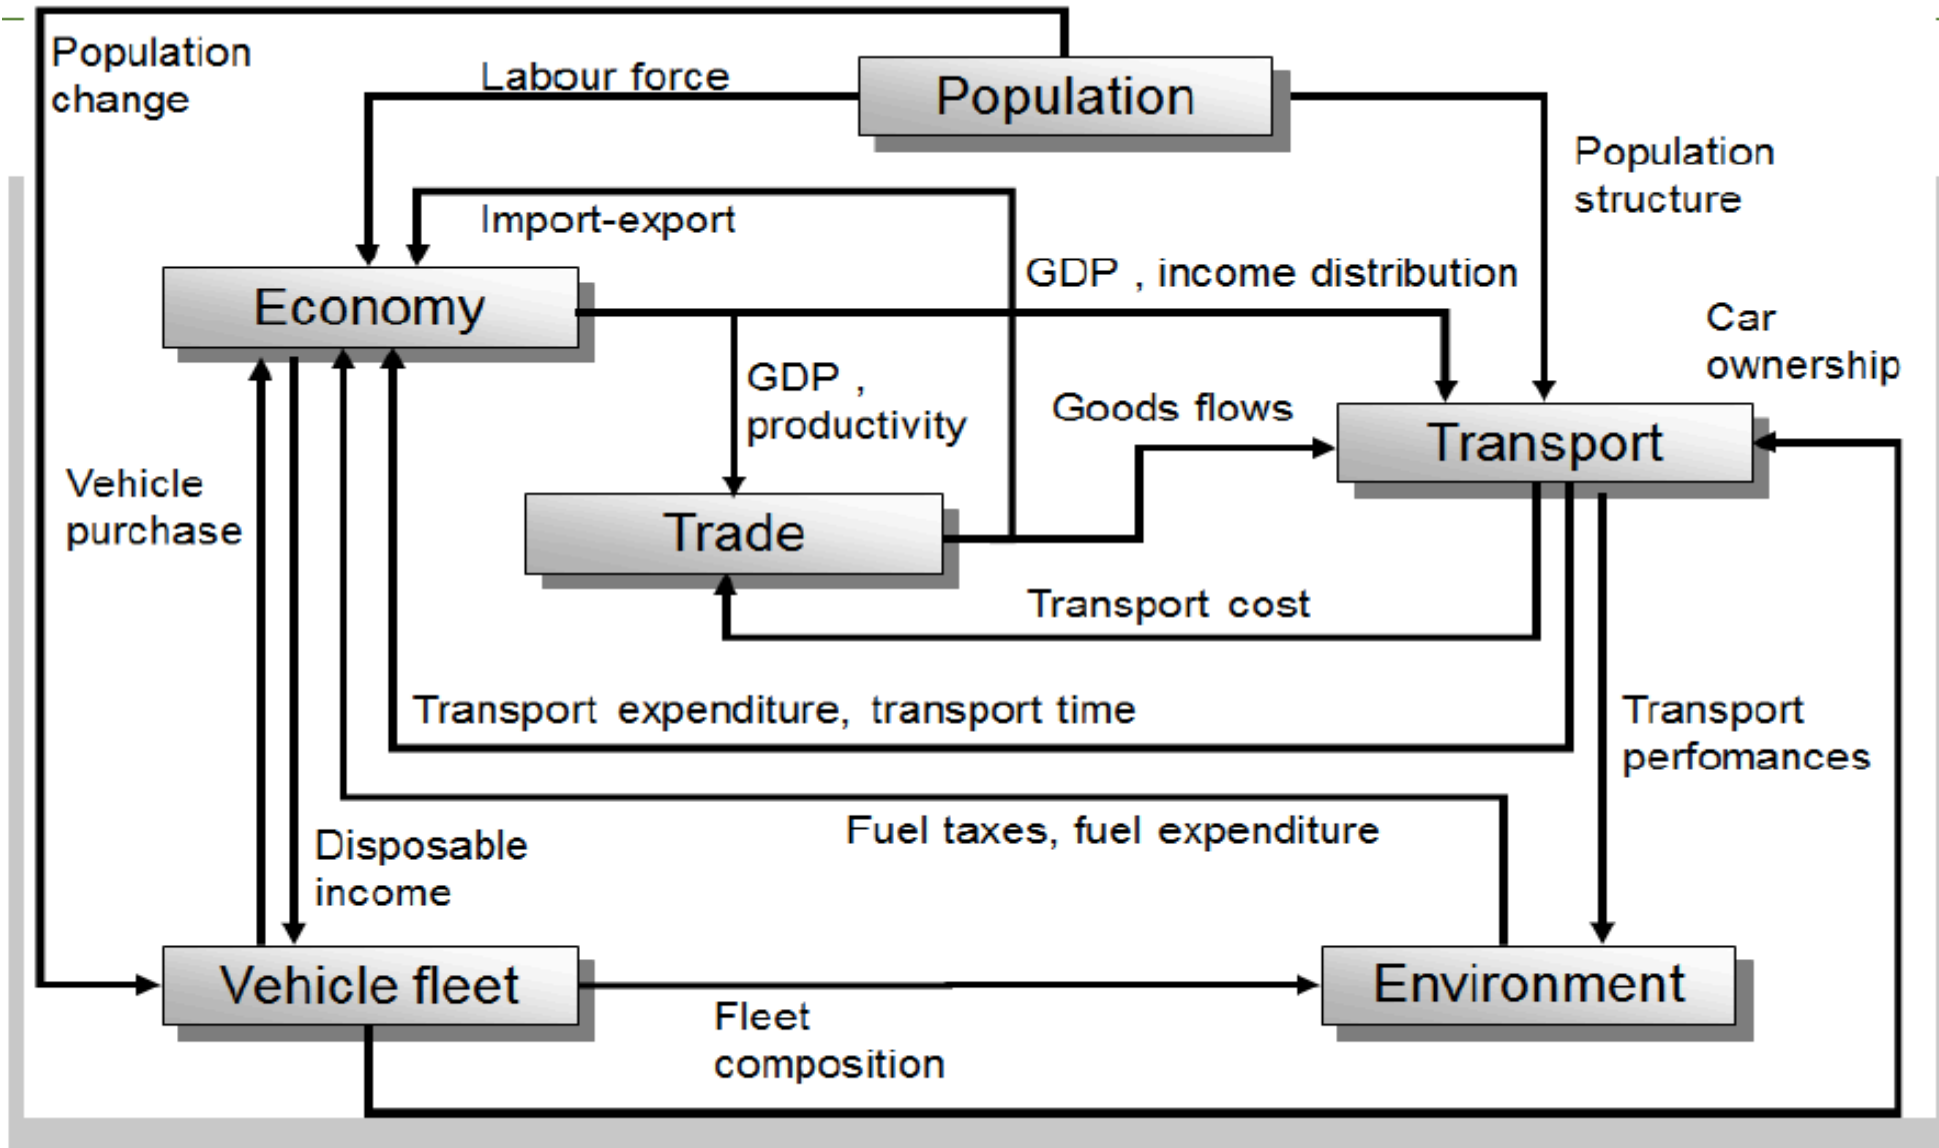 Population
change
Labour force
Population
Population
structure
Import-export
GDP , income distribution
Economy
Car
ownership
GDP ,
productivity
Goods flows
Transport
Vehicle
purchase
Trade
Transport cost
Transport expenditure, transport time
Transport
perfomances
Fuel taxes, fuel expenditure
Disposable
income
Vehicle fleet
Environment
Fleet
composition